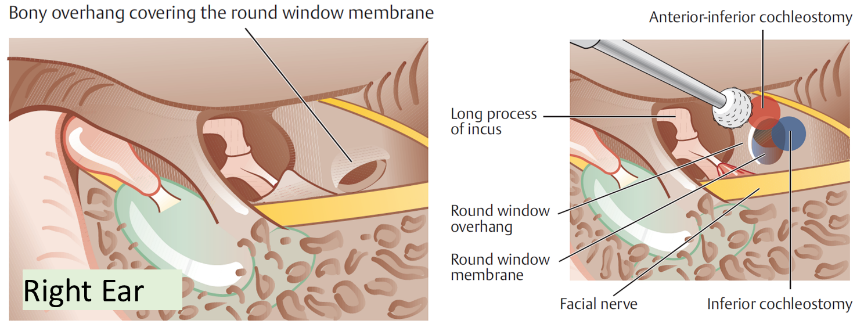 Bony overhang covering the round window membrane
Right Ear
Anterior-inferior cochleostomy
Long process
of incus
Round window
overhang
Round window
membrane
Facial nerve
Inferior cochleostomy